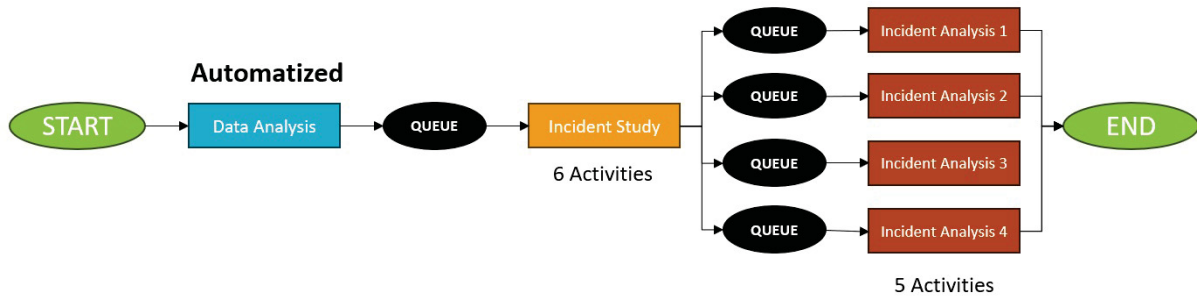 Automatized
START
Data Analysis
QUEUE
Incident Study
6 Activities
QUEUE
Incident Analysis 1
QUEUE
Incident Analysis 2
QUEUE
Incident Analysis 3
QUEUE
Incident Analysis 4
5 Activities
END